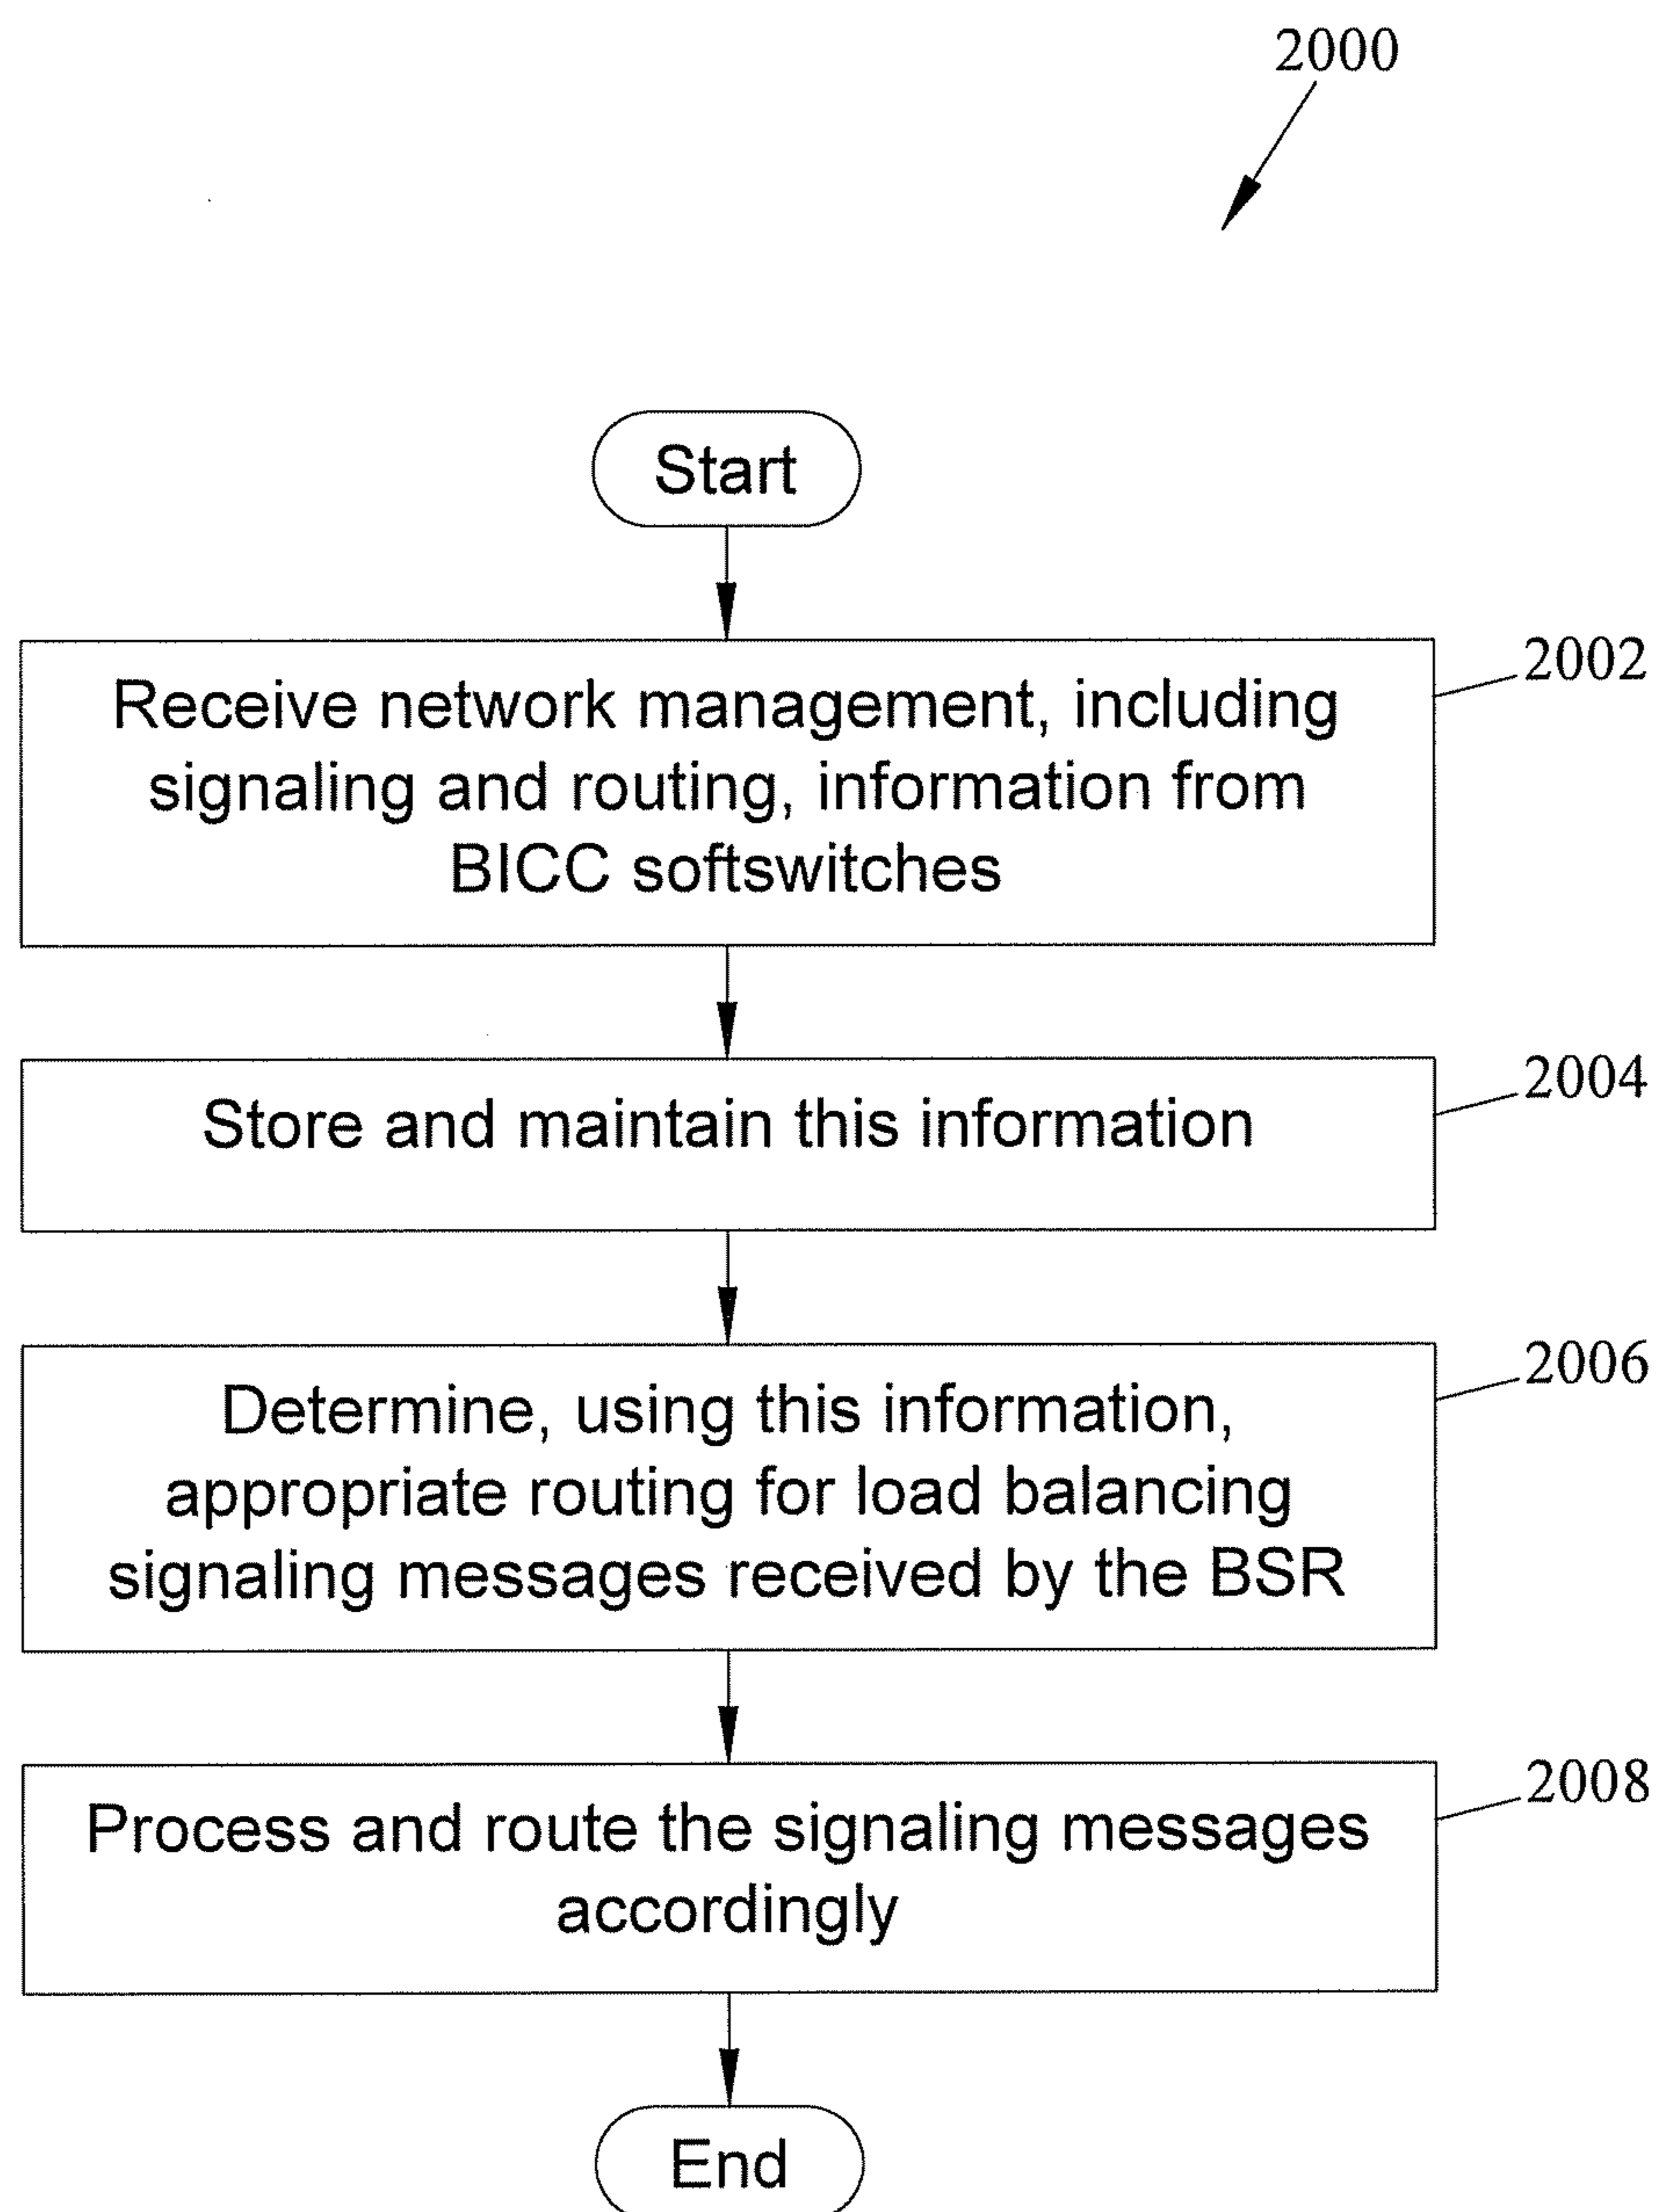 2000
Start
Receive network management, including
signaling and routing, information from
BICC softswitches
2002
Store and maintain this information
2004
Determine, using this information,
appropriate routing for load balancing
signaling messages received by the BSR
2006
Process and route the signaling messages
accordingly
2008
End